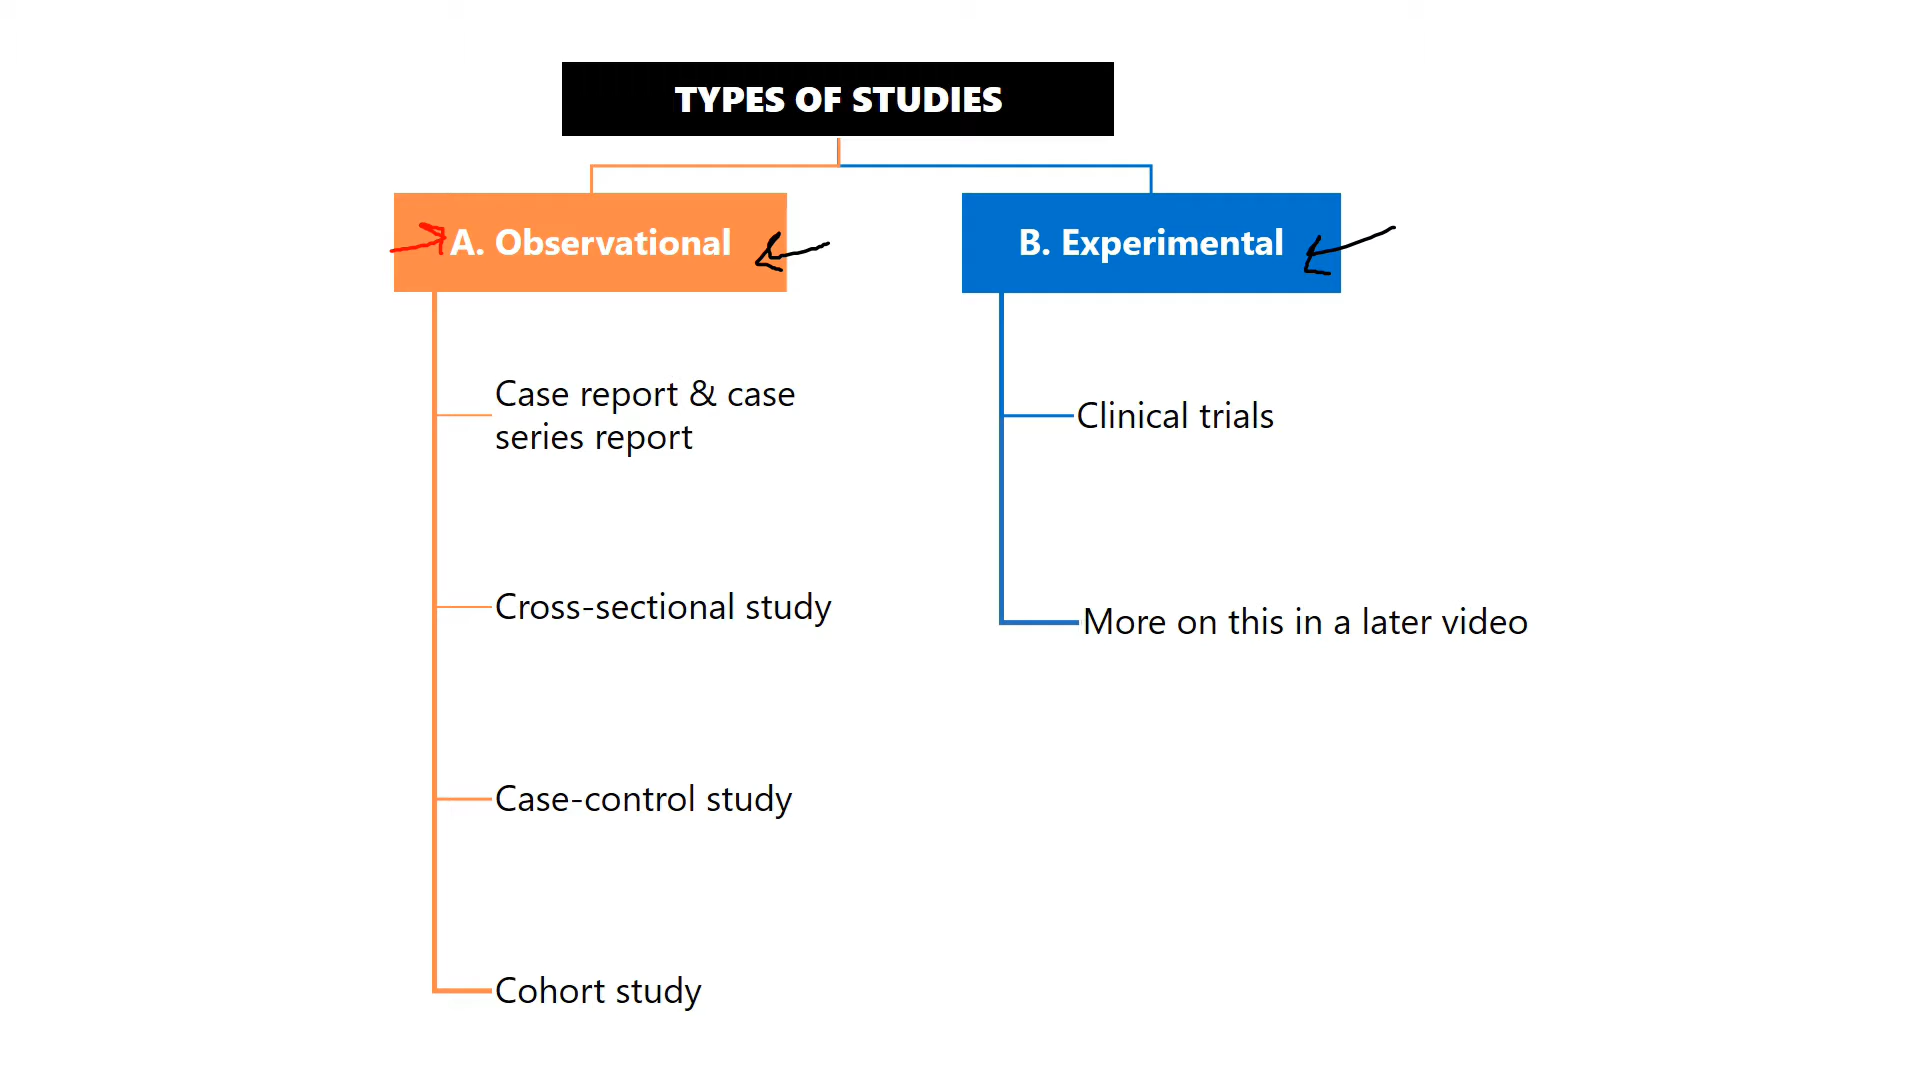 TYPES OF STUDIES
A. Observational
B. Experimental
Case report & case
series report
Clinical trials
Cross-sectional study
More on this in a later video
Case-control study
Cohort study